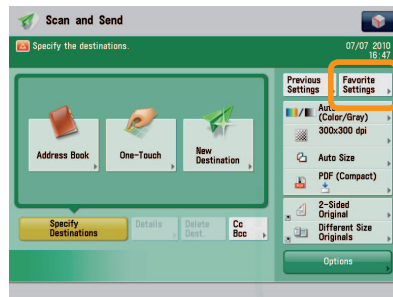 Scan and Send
Specify the destinations.
07/07 2010
16:47
Previous
Settings
Favorite
Settings
Address Book
One-Touch
New
Destination
Auto
(Color/Gray)
300x300 dpi
Auto Size
PDF (Compact)
2-Sided
Original
Different Size
Originals
Specify
Destinations
Details
Delete
Dest.
Cc
Bcc
Options